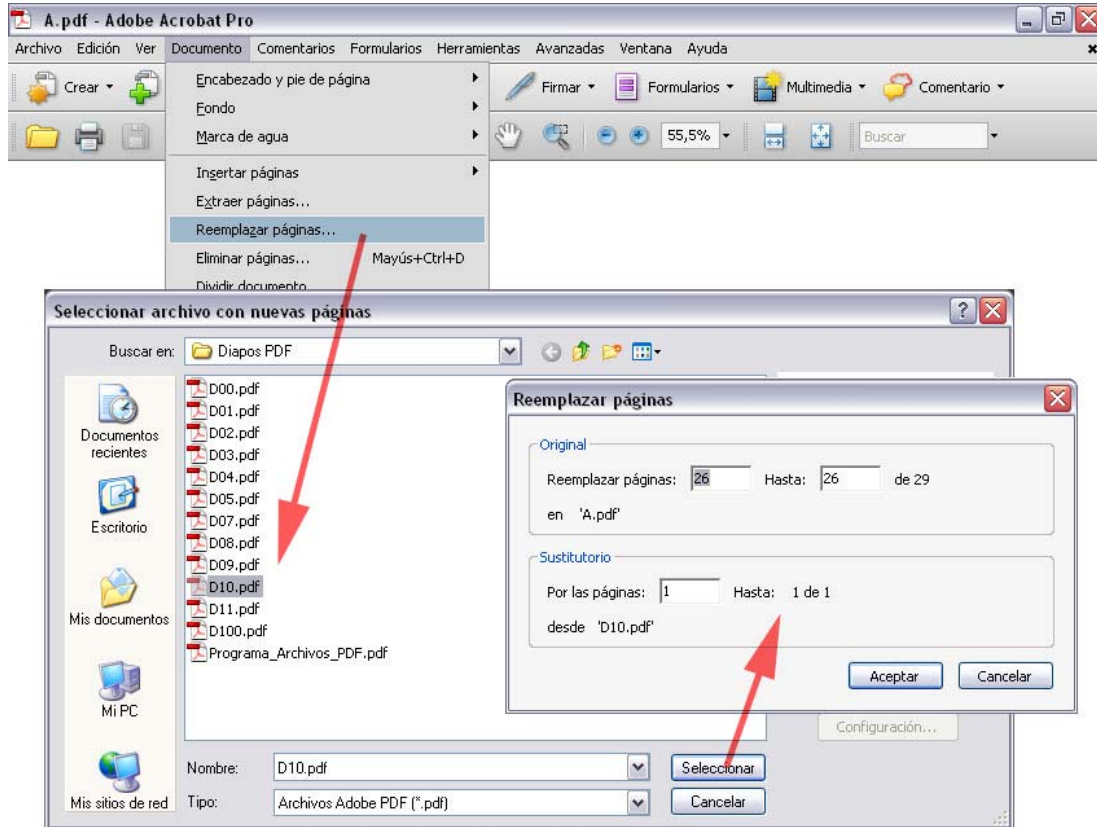 A.pdf - Adobe Acrobat Pro
Archivo Edición Ver Documento Comentarios Formularios Herramientas Avanzadas Ventana Ayuda
Crear Firmar Formularios Multimedia Comentario
55,5% Buscar
Encabezado y pie de página
Fondo
Marca de agua
Insertar páginas
Extraer páginas...
Reemplazar páginas...
Eliminar páginas... Mayús+Ctrl+D
Dividir documento
Seleccionar archivo con nuevas páginas
Buscar en: Diapos PDF
Documentos recientes
Escritorio
Mis documentos
Mi PC
Mis sitios de red
D00.pdf
D01.pdf
D02.pdf
D03.pdf
D04.pdf
D05.pdf
D07.pdf
D08.pdf
D09.pdf
D10.pdf
D11.pdf
D100.pdf
Programa_Archivos_PDF.pdf
Reemplazar páginas
Original
Reemplazar páginas: 26 Hasta: 26 de 29
en 'A.pdf'
Sustitutorio
Por las páginas: 1 Hasta: 1 de 1
desde 'D10.pdf'
Aceptar Cancelar
Configuración...
Nombre: D10.pdf Seleccionar
Tipo: Archivos Adobe PDF (*.pdf) Cancelar